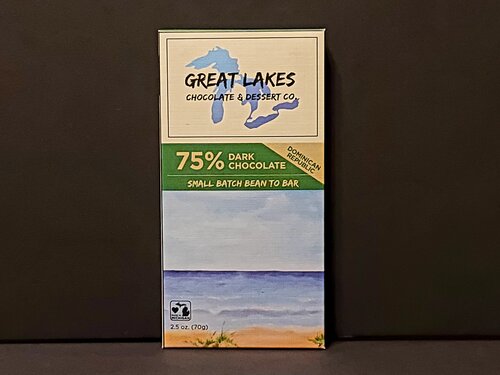 GREAT LAKES
CHOCOLATE & DESSERT CO.
75% DARK
CHOCOLATE
DOMINICAN
REPUBLIC
SMALL BATCH BEAN TO BAR
MICHIGAN
2.5 oz. (70g)